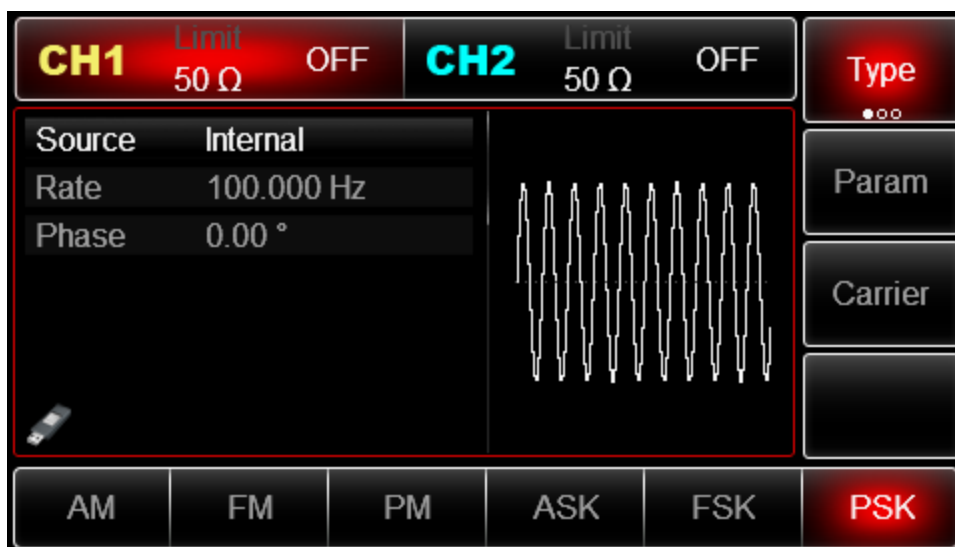 CH1 Limit 50 Ω OFF CH2 Limit 50 Ω OFF Type
Source Internal
Rate 100.000 Hz Param
Phase 0.00 °
Carrier
AM FM PM ASK FSK PSK